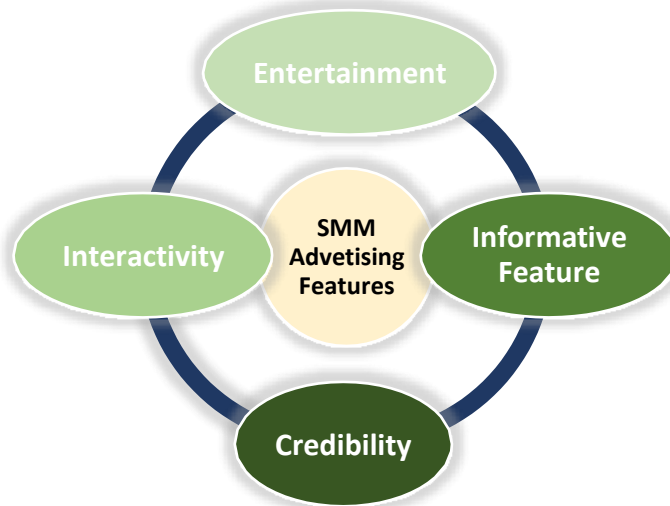 Entertainment
Interactivity
SMM
Advetising
Features
Informative
Feature
Credibility